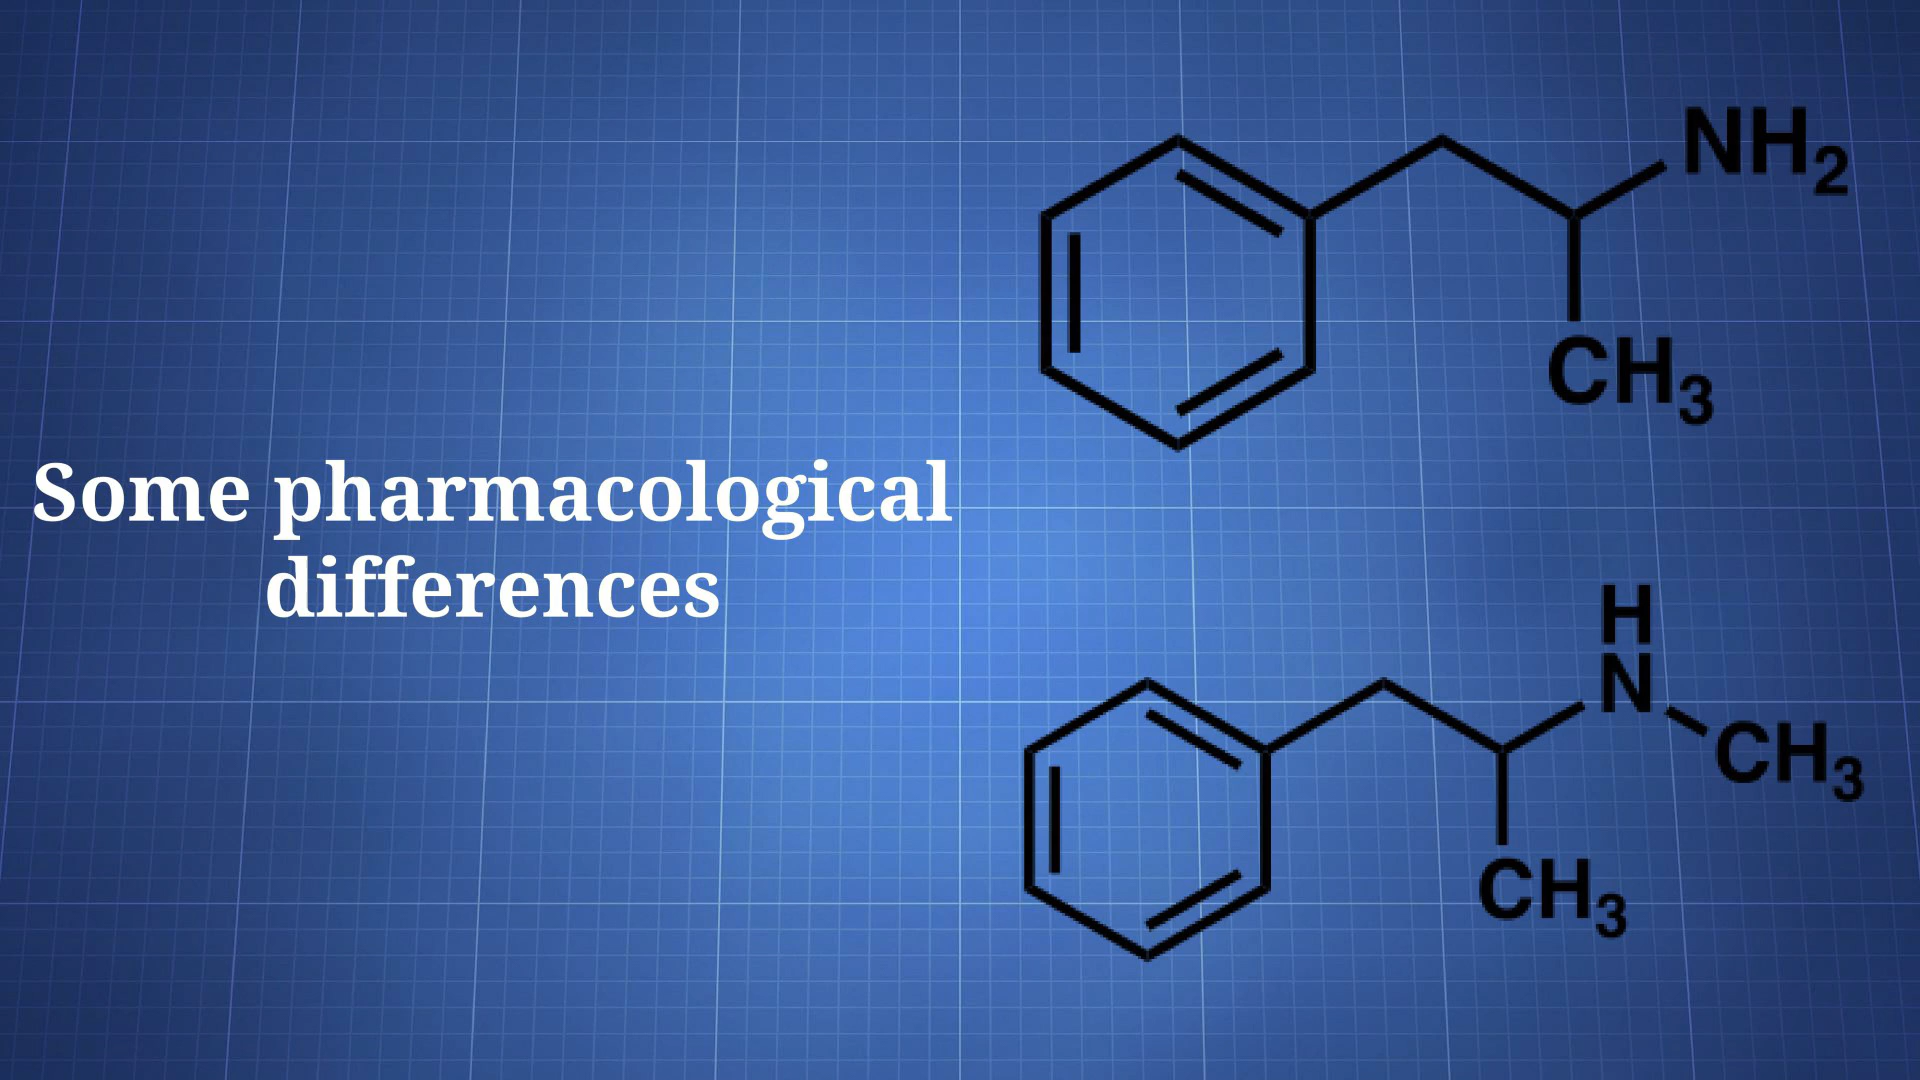 Some pharmacological
differences
NH₂
CH₃
H
N
CH₃
CH₃